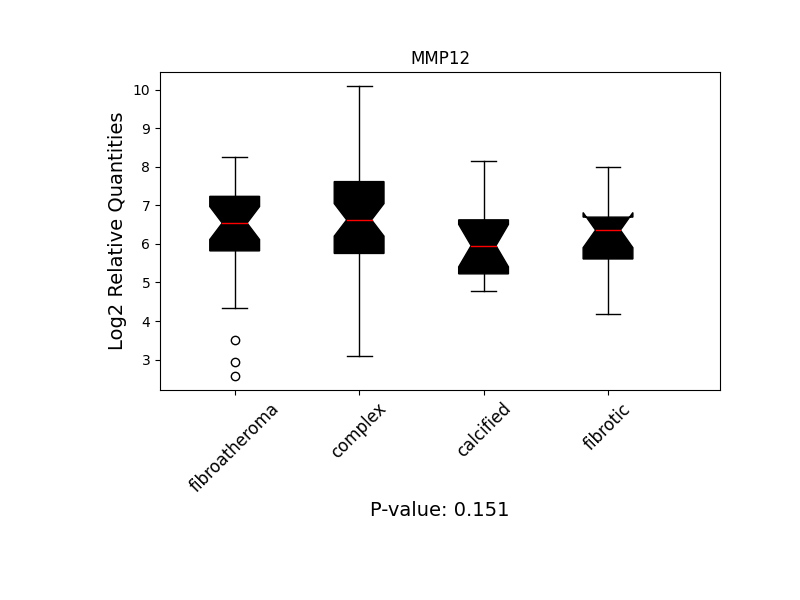 MMP12
10
9
8
7
6
5
4
3
Log2 Relative Quantities
fibroatheroma
complex
calcified
fibrotic
P-value: 0.151